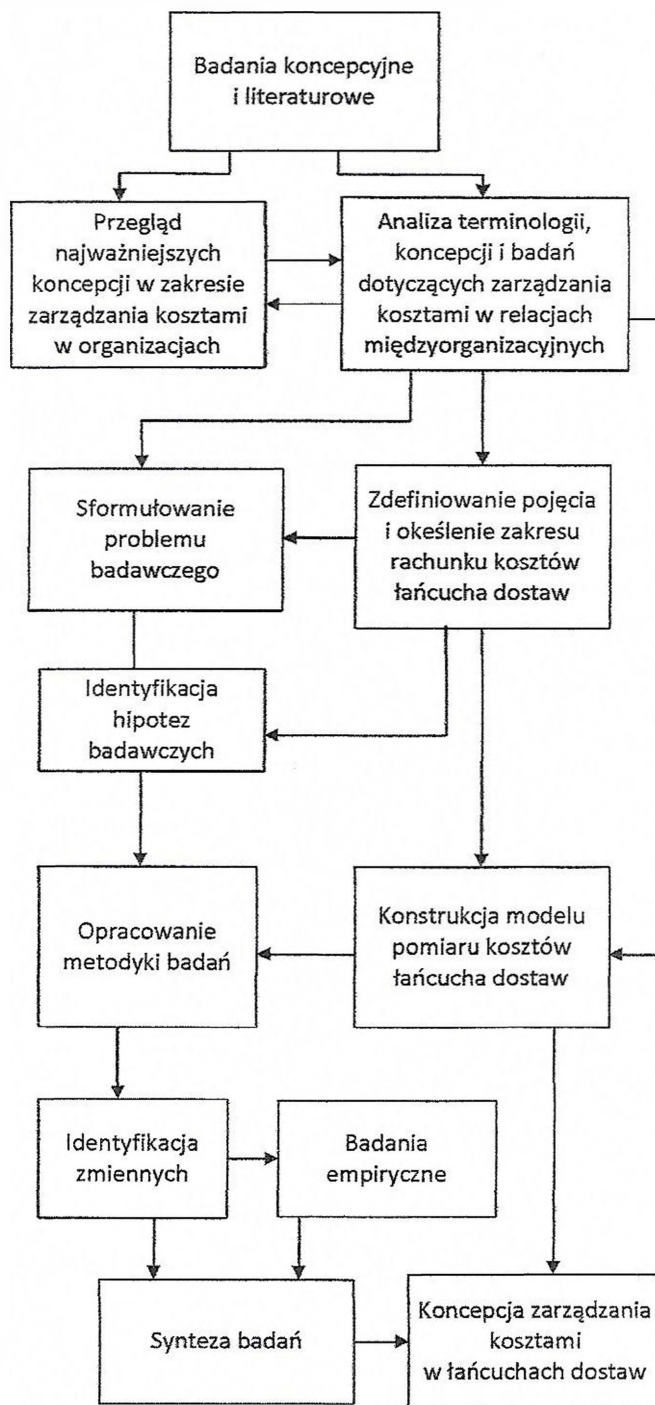 Badania koncepcyjne
i literaturowe
Przegląd
najważniejszych
koncepcji w zakresie
zarządzania kosztami
w organizacjach
Analiza terminologii,
koncepcji i badań
dotyczących zarządzania
kosztami w relacjach
międzyorganizacyjnych
Sformułowanie
problemu
badawczego
Zdefiniowanie pojęcia
i określenie zakresu
rachunku kosztów
łańcucha dostaw
Identyfikacja
hipotez
badawczych
Opracowanie
metodyki badań
Konstrukcja modelu
pomiaru kosztów
łańcucha dostaw
Identyfikacja
zmiennych
Badania
empiryczne
Synteza badań
Koncepcja zarządzania
kosztami
w łańcuchach dostaw